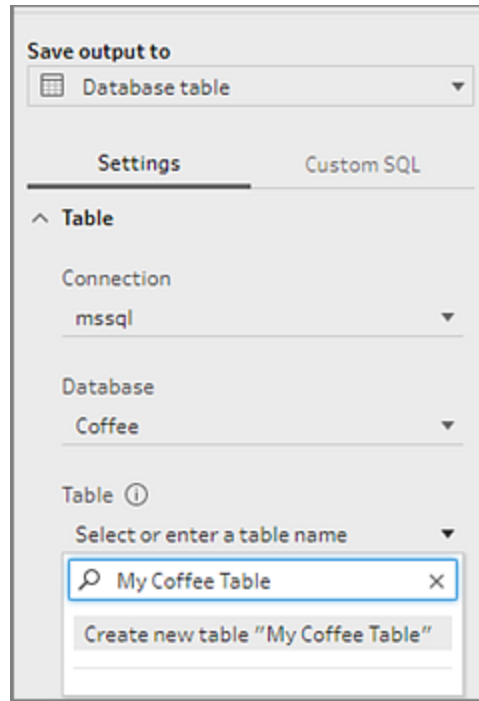 Save output to
Database table
Settings Custom SQL
Table
Connection
mssql
Database
Coffee
Table
Select or enter a table name
My Coffee Table
Create new table "My Coffee Table"